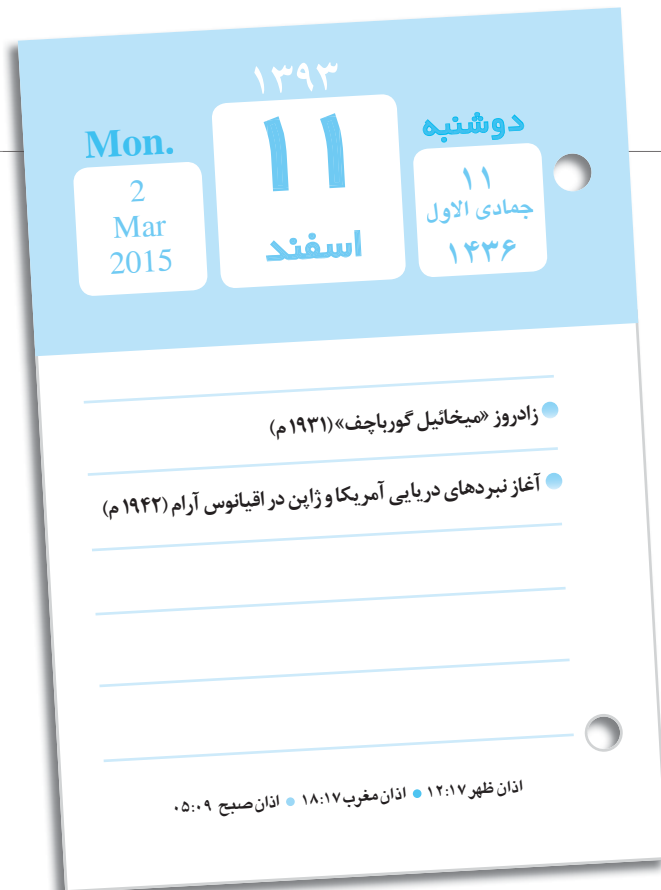 ۱۳۹۳
دوشنبه
۱۱
جمادی الاول
۱۴۳۶
۱۱
اسفند
Mon.
2
Mar
2015
زادروز «میخائیل گورباچف» (۱۹۳۱ م)
آغاز نبردهای دریایی آمریکا و ژاپن در اقیانوس آرام (۱۹۴۲ م)
اذان ظهر ۱۲:۱۷ اذان مغرب ۱۸:۱۷ اذان صبح ۰۵:۰۹